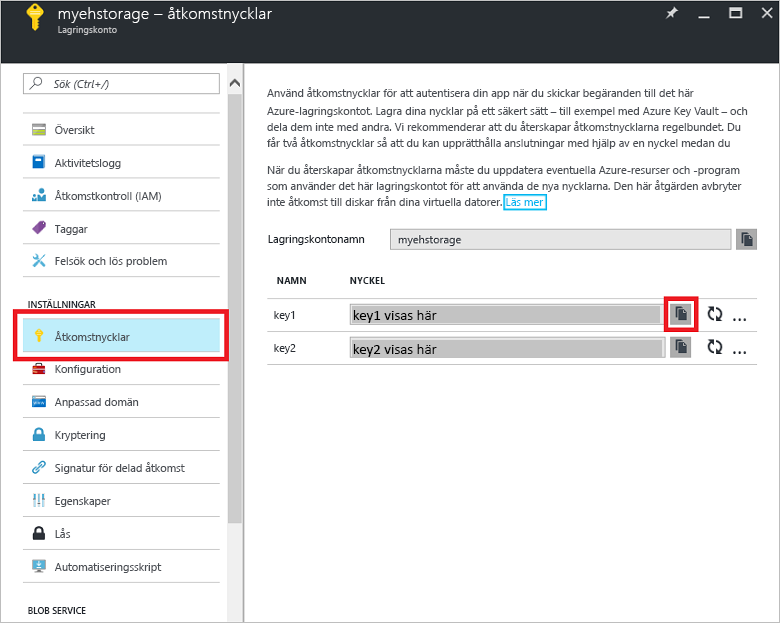 myehstorage – åtkomstnycklar
Lagringskonto
Sök (Ctrl+/)
Översikt
Aktivitetslogg
Åtkomstkontroll (IAM)
Taggar
Felsök och lös problem
INSTÄLLNINGAR
Åtkomstnycklar
Konfiguration
Anpassad domän
Kryptering
Signatur för delad åtkomst
Egenskaper
Lås
Automatiseringsskript
BLOB SERVICE
Använd åtkomstnycklar för att autentisera din app när du skickar begäranden till det här
Azure-lagringskontot. Lagra dina nycklar på ett säkert sätt – till exempel med Azure Key Vault – och
dela dem inte med andra. Vi rekommenderar att du återskapar åtkomstnycklarna regelbundet. Du
får två åtkomstnycklar så att du kan upprätthålla anslutningar med hjälp av en nyckel medan du
När du återskapar åtkomstnycklarna måste du uppdatera eventuella Azure-resurser och -program
som använder det här lagringskontot för att använda de nya nycklarna. Den här åtgärden avbryter
inte åtkomst till diskar från dina virtuella datorer. Läs mer
Lagringskontonamn myehstorage
NAMN NYCKEL
key1 key1 visas här ...
key2 key2 visas här ...